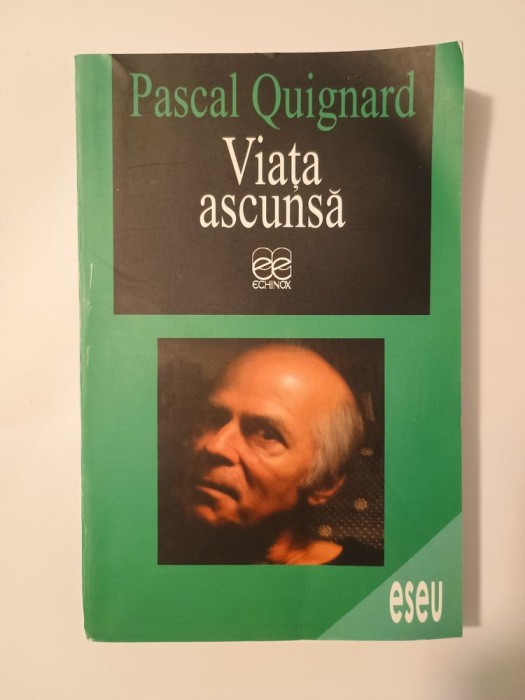 Pascal Quignard
Viața
ascunsă
ECHINOX
eseu